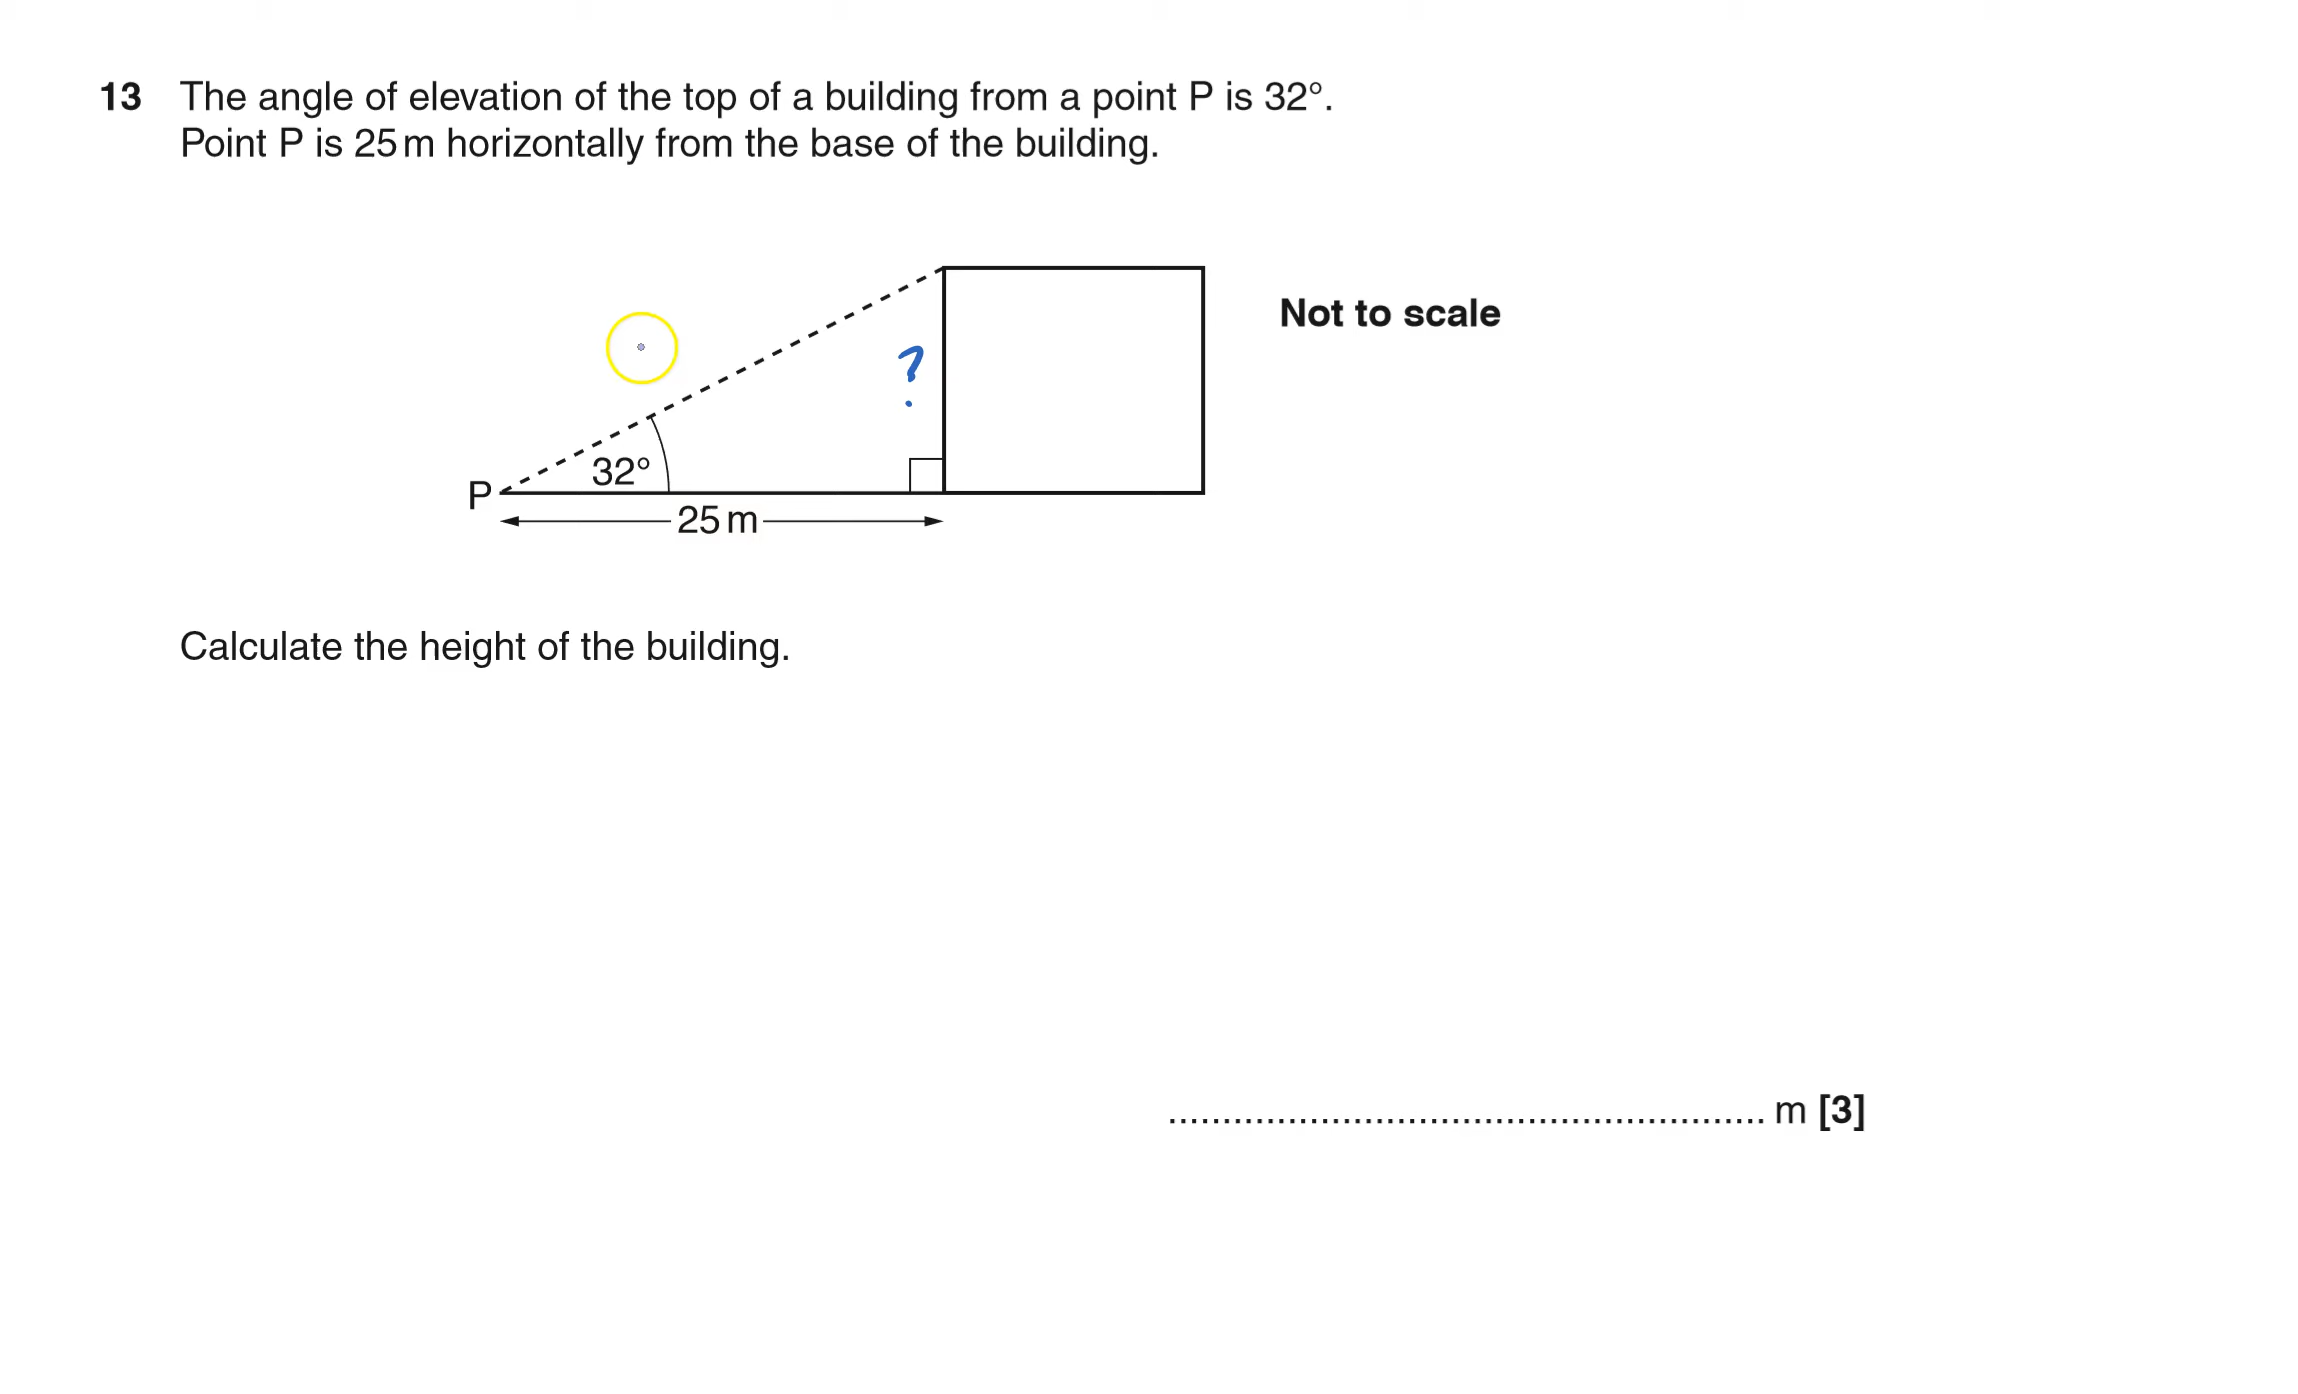 13 The angle of elevation of the top of a building from a point P is 32°.
Point P is 25 m horizontally from the base of the building.
Not to scale
?
32°
P
25 m
Calculate the height of the building.
....................................................... m [3]